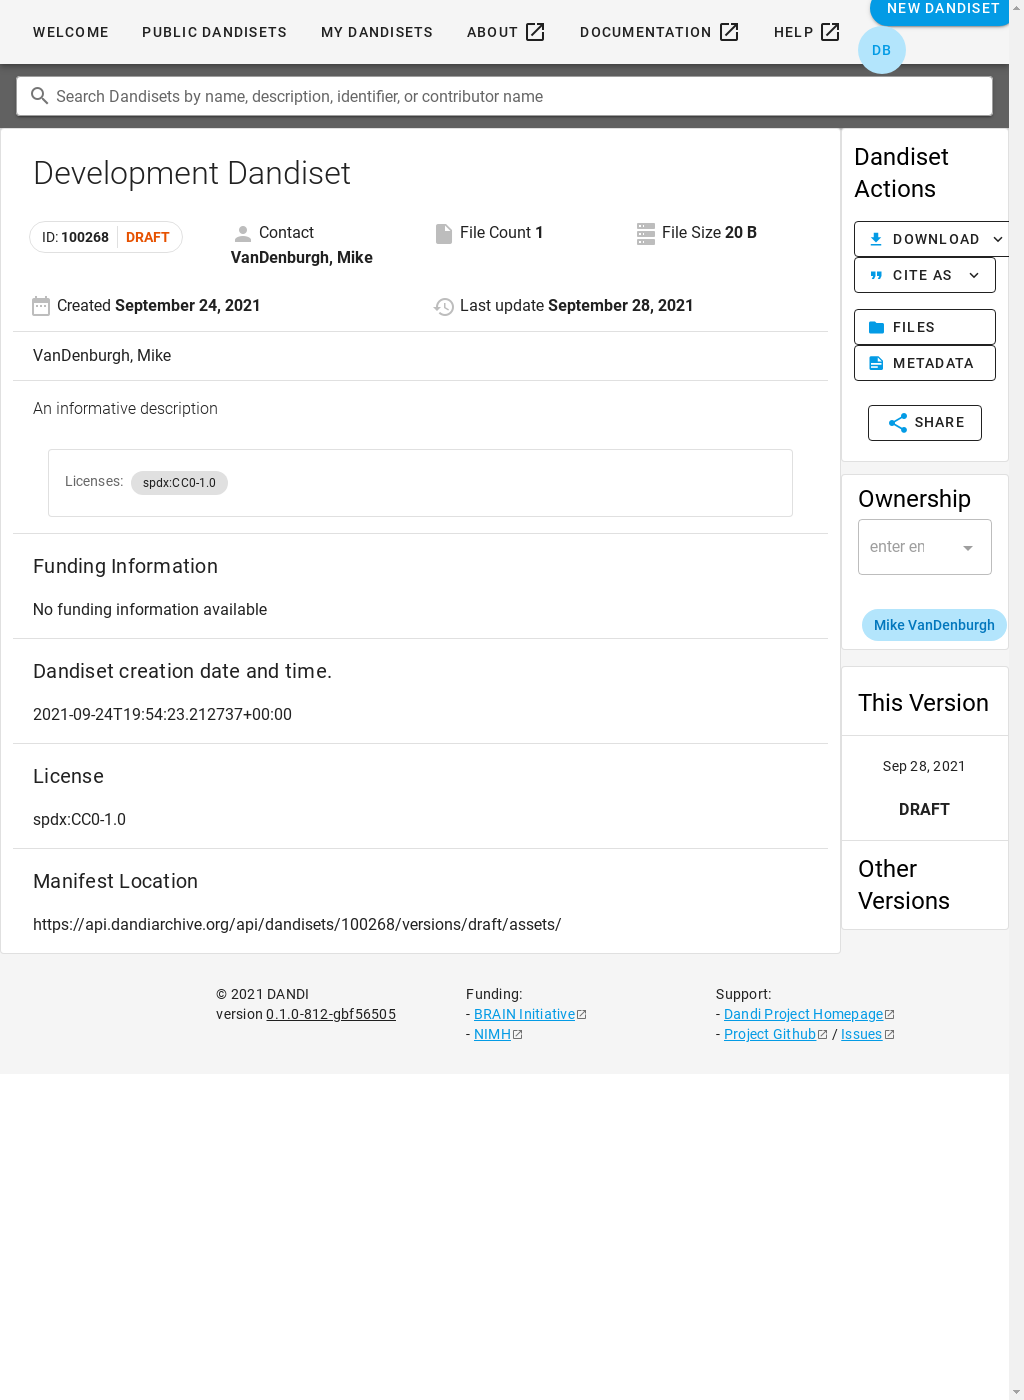 WELCOME PUBLIC DANDISETS MY DANDISETS ABOUT DOCUMENTATION HELP NEW DANDISET
DB
Search Dandisets by name, description, identifier, or contributor name
Development Dandiset
ID: 100268 DRAFT
Contact
VanDenburgh, Mike
File Count 1
File Size 20 B
Created September 24, 2021
Last update September 28, 2021
VanDenburgh, Mike
An informative description
Licenses: spdx:CC0-1.0
Funding Information
No funding information available
Dandiset creation date and time.
2021-09-24T19:54:23.212737+00:00
License
spdx:CC0-1.0
Manifest Location
https://api.dandiarchive.org/api/dandisets/100268/versions/draft/assets/
Dandiset
Actions
DOWNLOAD
CITE AS
FILES
METADATA
SHARE
Ownership
enter en
Mike VanDenburgh
This Version
Sep 28, 2021
DRAFT
Other
Versions
© 2021 DANDI
version 0.1.0-812-gbf56505
Funding:
- BRAIN Initiative
- NIMH
Support:
- Dandi Project Homepage
- Project Github / Issues